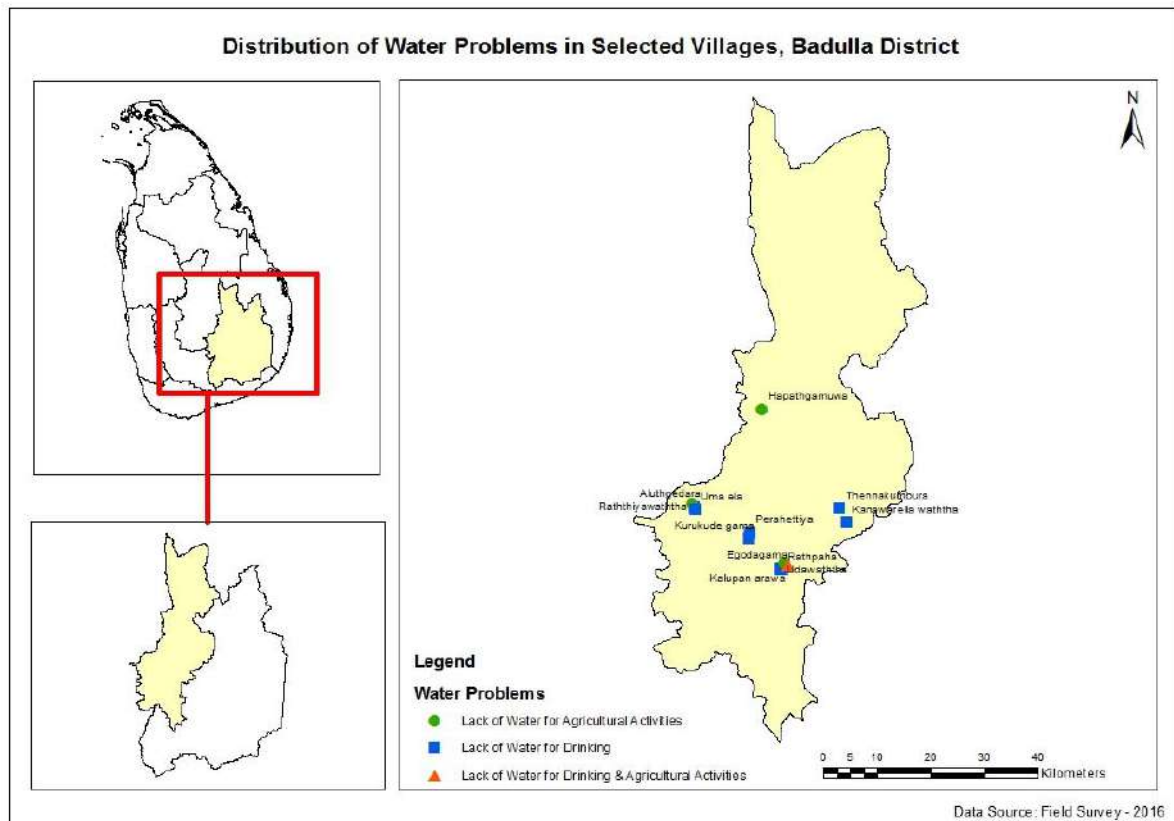 Distribution of Water Problems in Selected Villages, Badulla District
N
Hapathgamuwa
Aluthgedara
Uma ela
Raththiyawaththa
Thennakumbura
Kanawerella waththa
Kurukude gama
Perahettiya
Egodagama
Rathpaha
Kalupan arawa
Legend
Water Problems
Lack of Water for Agricultural Activities
Lack of Water for Drinking
Lack of Water for Drinking & Agricultural Activities
0 5 10 20 30 40
Kilometers
Data Source: Field Survey - 2016